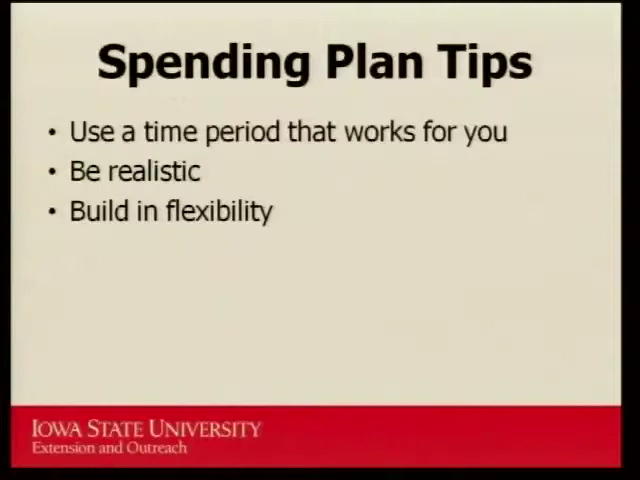 Spending Plan Tips
• Use a time period that works for you
• Be realistic
• Build in flexibility
IOWA STATE UNIVERSITY
Extension and Outreach